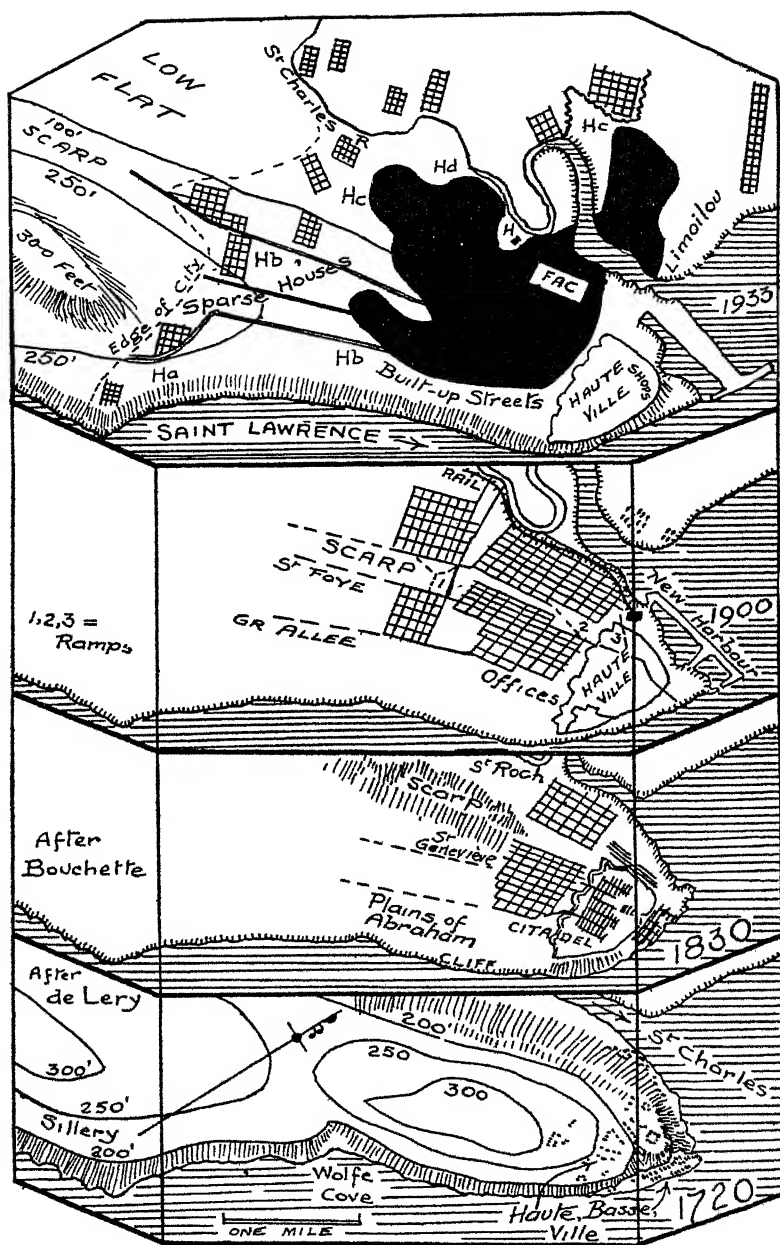 LOW
FLAT
St Charles R
100'
SCARP
250'
300 Feet
Edge of City
Sparse
Houses
Hb
Hc
Hd
H
Hc
Limoilou
FAC
1935
250'
Ha
Hb
Built-up Streets
HAUTE
VILLE
SHOPS
SAINT LAWRENCE
RAIL
SCARP
St FOYE
1
GR ALLEE
1,2,3 =
Ramps
2
3
New Harbour
1900
HAUTE
VILLE
Offices
St Roch
Scarp
After
Bouchette
St
Geneviève
Plains of
Abraham
CITADEL
CLIFF
1830
After
de Lery
200'
St Charles
250
300
300'
250'
Sillery
200'
Wolfe
Cove
ONE MILE
Haute, Basse,
Ville
1720